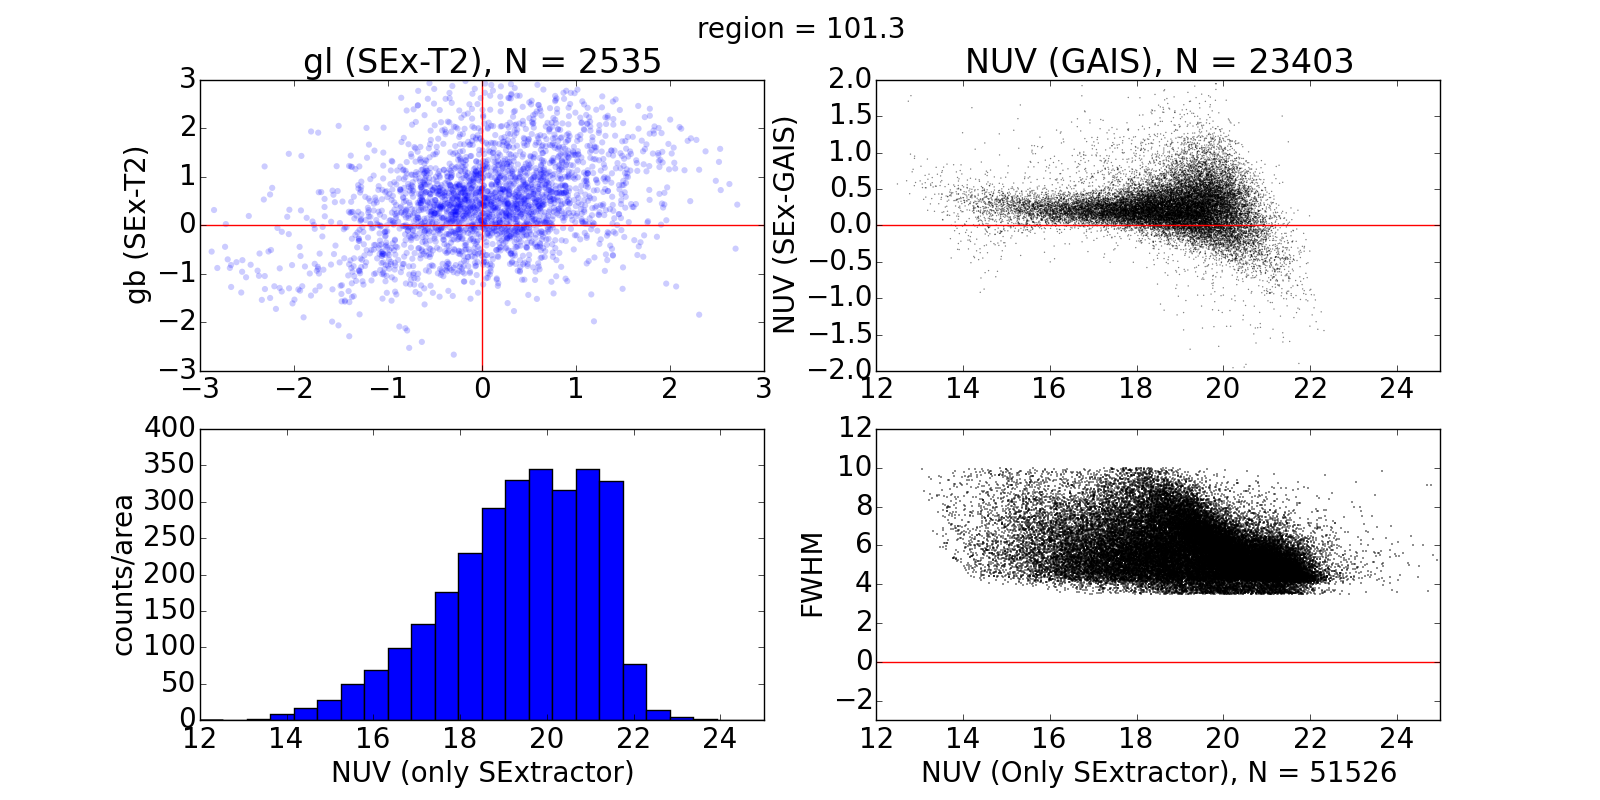 region = 101.3
gl (SEx-T2), N = 2535
3
2
1
0
−1
−2
−3
gb (SEx-T2)
−3 −2 −1 0 1 2 3
NUV (GAIS), N = 23403
2.0
1.5
1.0
0.5
0.0
−0.5
−1.0
−1.5
−2.0
NUV (SEx-GAIS)
12 14 16 18 20 22 24
400
350
300
250
200
150
100
50
0
counts/area
12 14 16 18 20 22 24
NUV (only SExtractor)
12
10
8
6
4
2
0
−2
FWHM
12 14 16 18 20 22 24
NUV (Only SExtractor), N = 51526